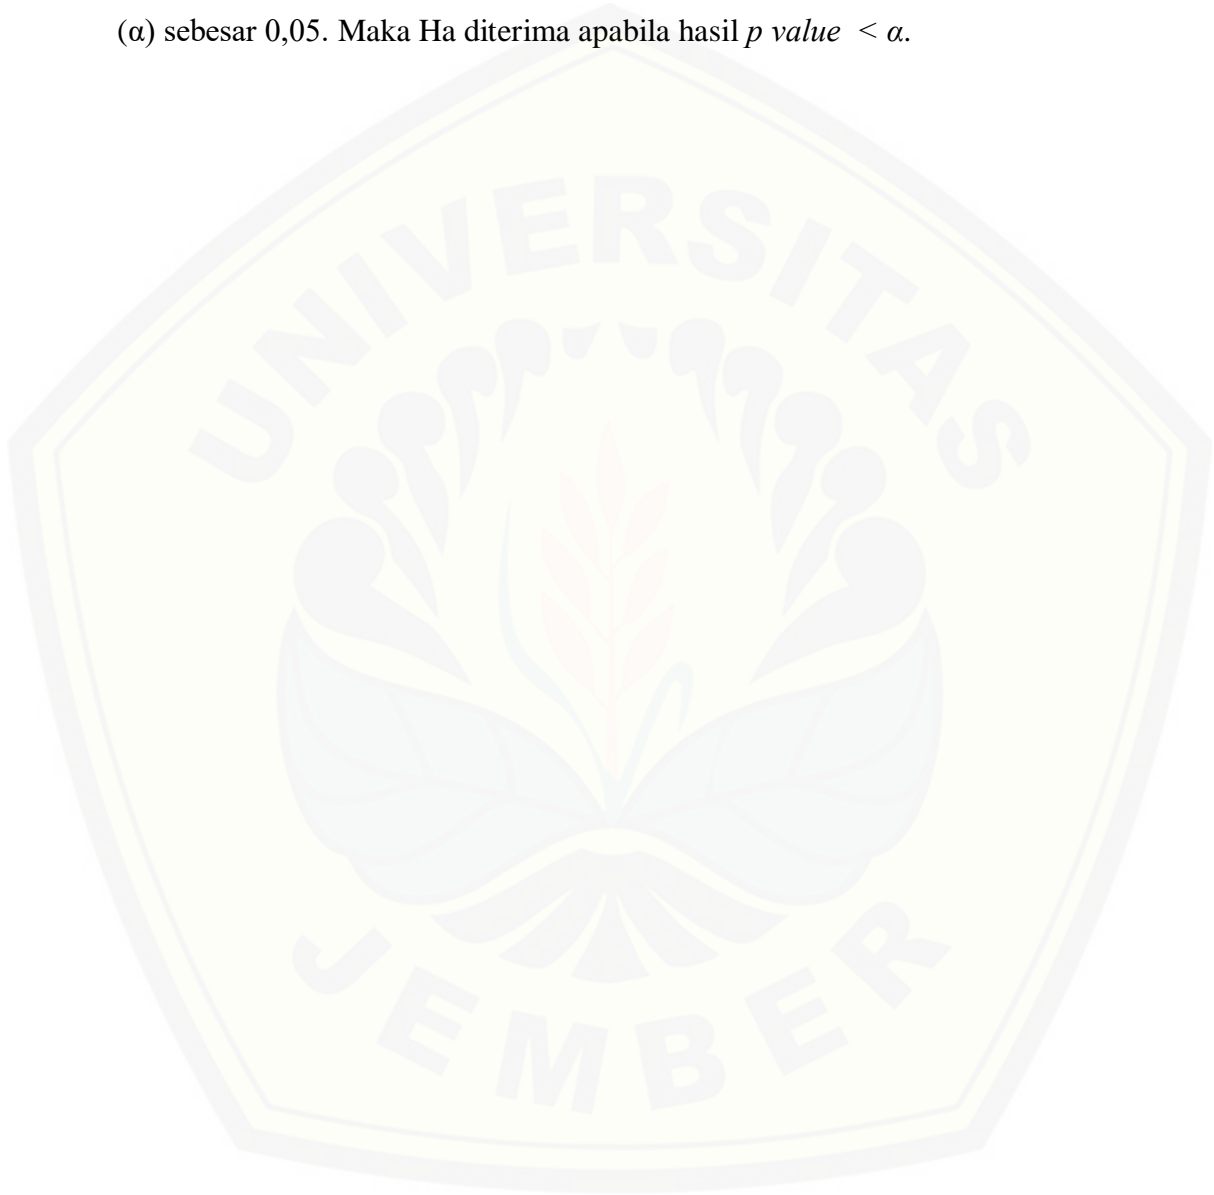 (α) sebesar 0,05. Maka Ha diterima apabila hasil p value < α.
UNIVERSITAS
JEMBER